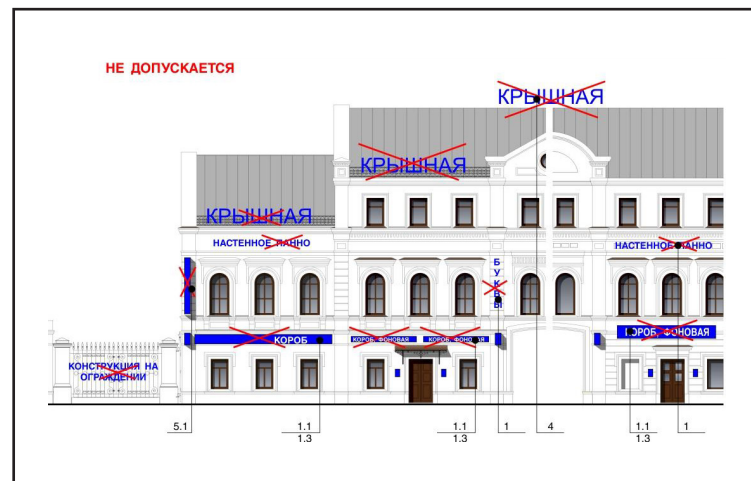 НЕ ДОПУСКАЕТСЯ
КРЫШНАЯ
КРЫШНАЯ
КРЫШНАЯ
НАСТЕННОЕ ПАННО
НАСТЕННОЕ ПАННО
БУКВЫ
КОРОБ
КОРОБ, ФОНОВАЯ
КОРОБ, ФОНОВАЯ
КОРОБ, ФОНОВАЯ
КОНСТРУКЦИЯ НА
ОГРАЖДЕНИИ
5.1
1.1
1.3
1.1
1.3
1
4
1.1
1.3
1